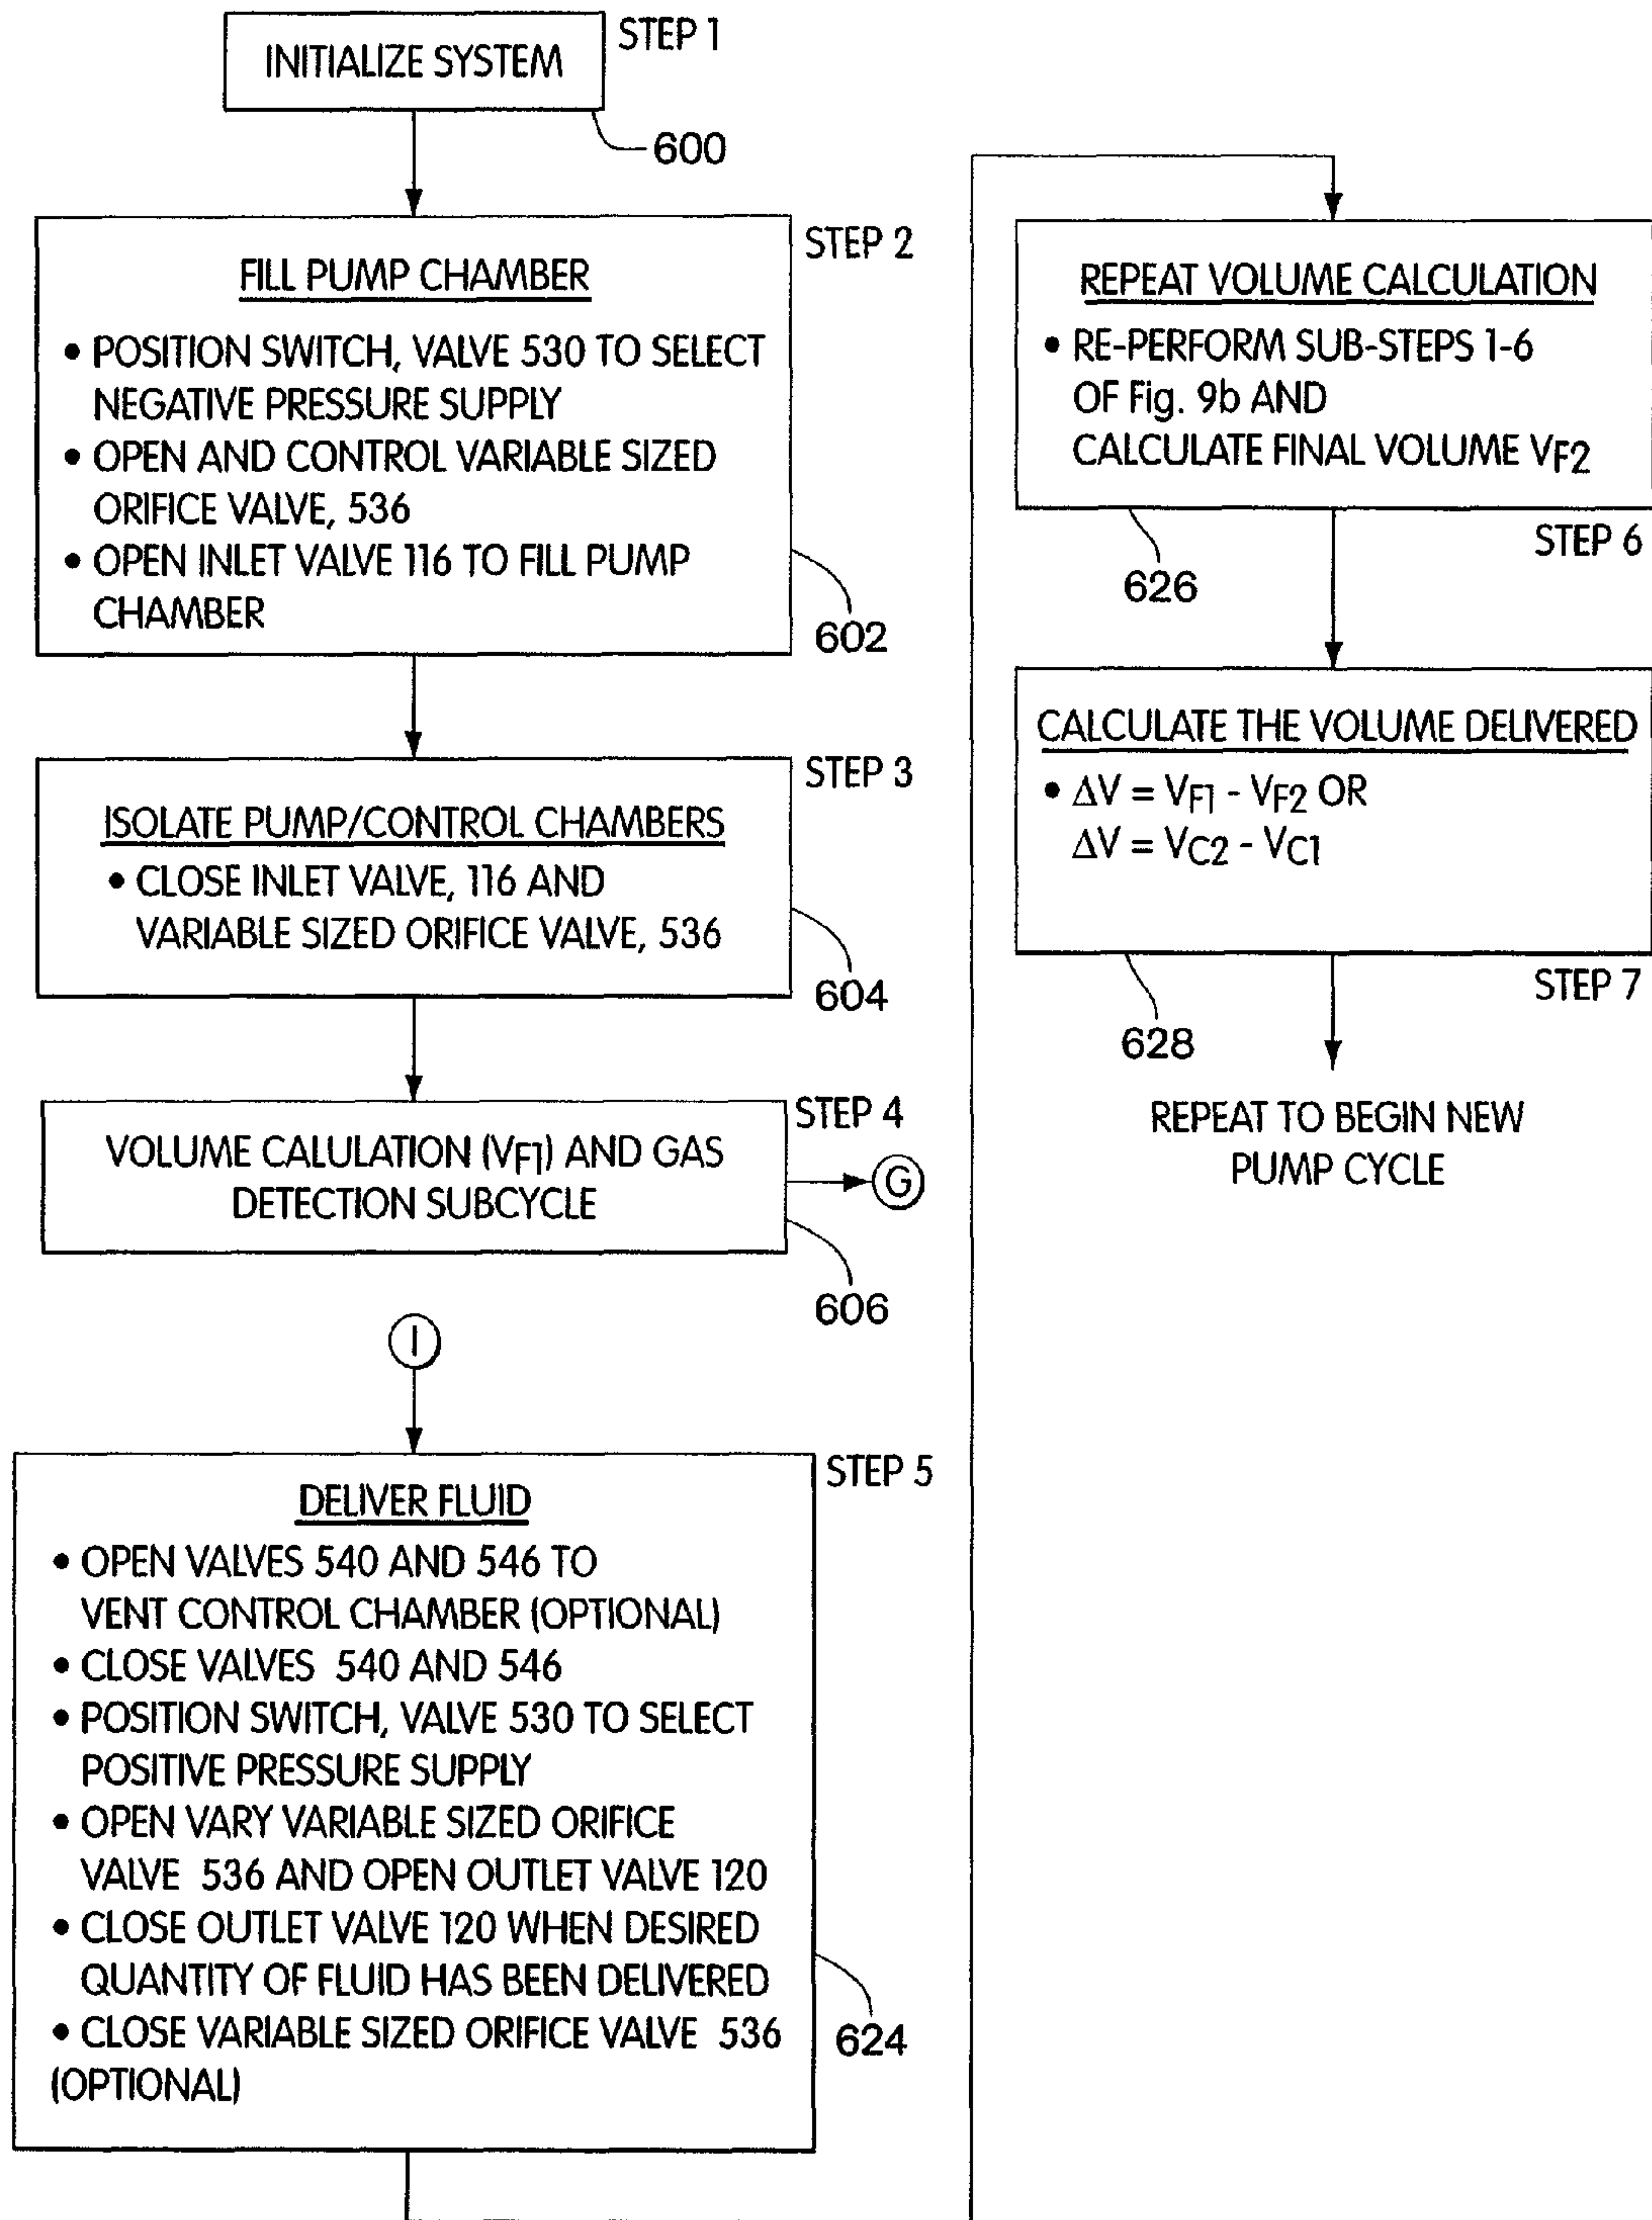 INITIALIZE SYSTEM
STEP 1
600
STEP 2
FILL PUMP CHAMBER
• POSITION SWITCH, VALVE 530 TO SELECT
NEGATIVE PRESSURE SUPPLY
• OPEN AND CONTROL VARIABLE SIZED
ORIFICE VALVE, 536
• OPEN INLET VALVE 116 TO FILL PUMP
CHAMBER
602
STEP 3
ISOLATE PUMP/CONTROL CHAMBERS
• CLOSE INLET VALVE, 116 AND
VARIABLE SIZED ORIFICE VALVE, 536
604
STEP 4
VOLUME CALULATION (VF1) AND GAS
DETECTION SUBCYCLE
G
606
I
STEP 5
DELIVER FLUID
• OPEN VALVES 540 AND 546 TO
VENT CONTROL CHAMBER (OPTIONAL)
• CLOSE VALVES 540 AND 546
• POSITION SWITCH, VALVE 530 TO SELECT
POSITIVE PRESSURE SUPPLY
• OPEN VARY VARIABLE SIZED ORIFICE
VALVE 536 AND OPEN OUTLET VALVE 120
• CLOSE OUTLET VALVE 120 WHEN DESIRED
QUANTITY OF FLUID HAS BEEN DELIVERED
• CLOSE VARIABLE SIZED ORIFICE VALVE 536
(OPTIONAL)
624
REPEAT VOLUME CALCULATION
• RE-PERFORM SUB-STEPS 1-6
OF Fig. 9b AND
CALCULATE FINAL VOLUME VF2
STEP 6
626
CALCULATE THE VOLUME DELIVERED
• ΔV = VF1 - VF2 OR
ΔV = VC2 - VC1
STEP 7
628
REPEAT TO BEGIN NEW
PUMP CYCLE